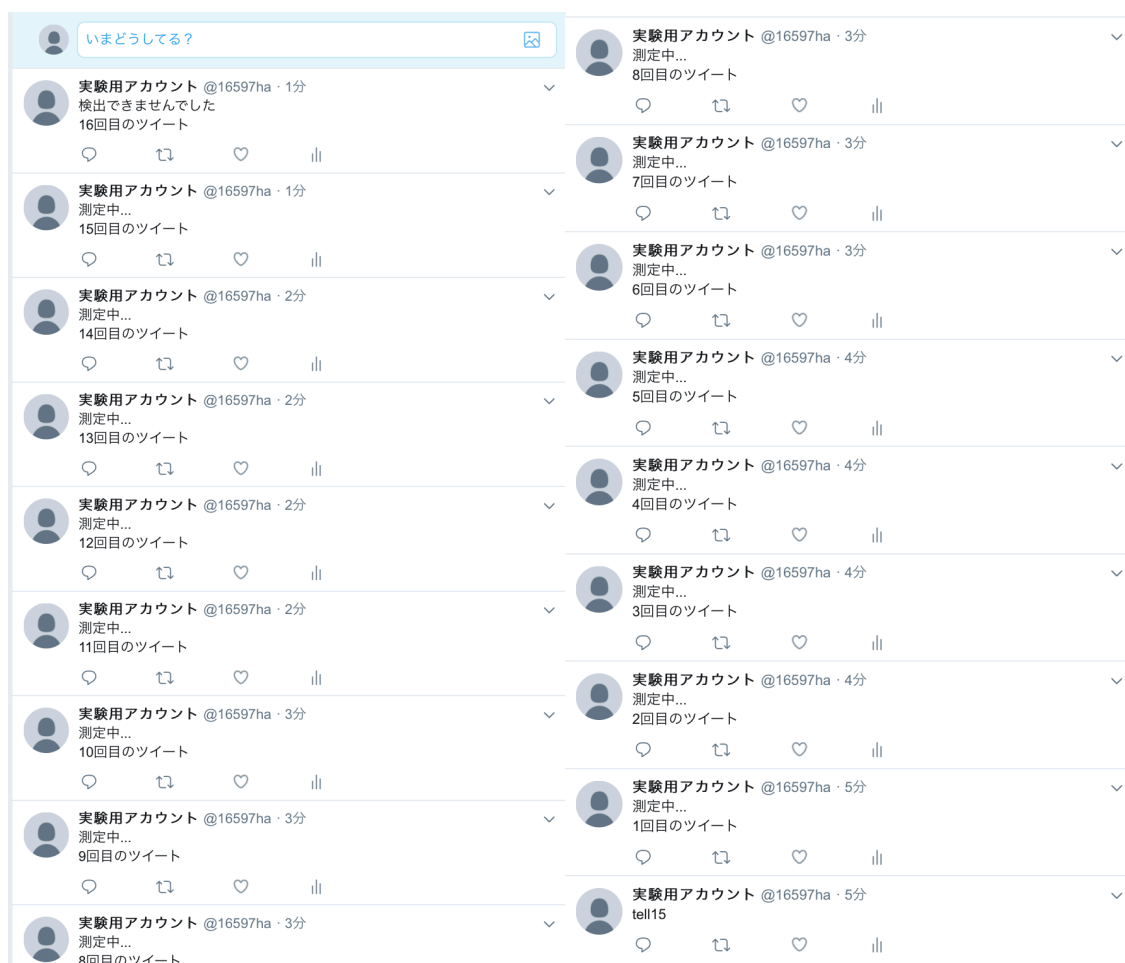 いまどうしてる？
実験用アカウント @16597ha · 1分
検出できませんでした
16回目のツイート
実験用アカウント @16597ha · 1分
測定中...
15回目のツイート
実験用アカウント @16597ha · 2分
測定中...
14回目のツイート
実験用アカウント @16597ha · 2分
測定中...
13回目のツイート
実験用アカウント @16597ha · 2分
測定中...
12回目のツイート
実験用アカウント @16597ha · 2分
測定中...
11回目のツイート
実験用アカウント @16597ha · 3分
測定中...
10回目のツイート
実験用アカウント @16597ha · 3分
測定中...
9回目のツイート
実験用アカウント @16597ha · 3分
測定中...
8回目のツイート
実験用アカウント @16597ha · 3分
測定中...
8回目のツイート
実験用アカウント @16597ha · 3分
測定中...
7回目のツイート
実験用アカウント @16597ha · 3分
測定中...
6回目のツイート
実験用アカウント @16597ha · 4分
測定中...
5回目のツイート
実験用アカウント @16597ha · 4分
測定中...
4回目のツイート
実験用アカウント @16597ha · 4分
測定中...
3回目のツイート
実験用アカウント @16597ha · 4分
測定中...
2回目のツイート
実験用アカウント @16597ha · 5分
測定中...
1回目のツイート
実験用アカウント @16597ha · 5分
tell15